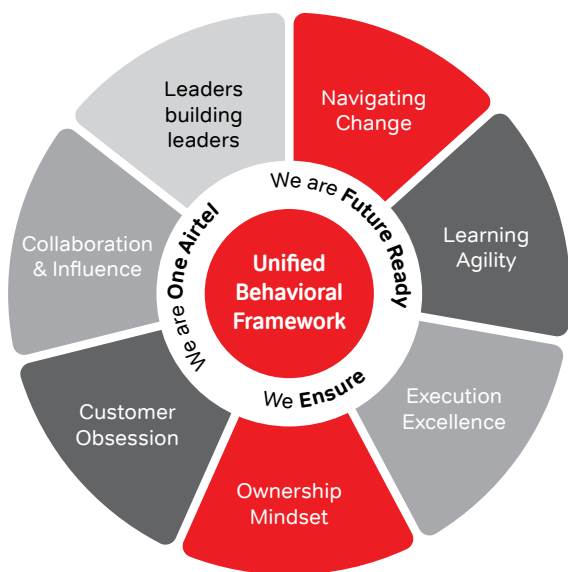 Leaders
building
leaders
Navigating
Change
Learning
Agility
Execution
Excellence
Ownership
Mindset
Customer
Obsession
Collaboration
& Influence
We are One Airtel
We are Future Ready
We Ensure
Unified
Behavioral
Framework